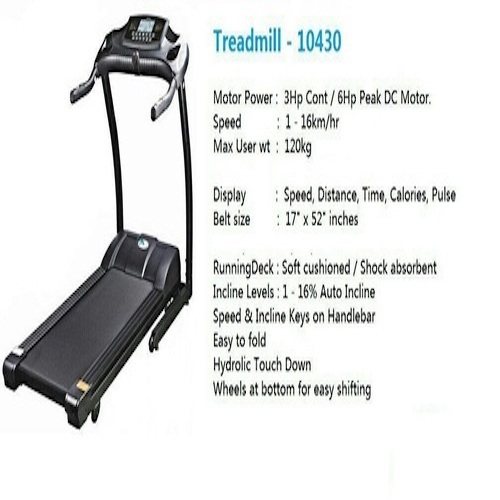 Treadmill - 10430
Motor Power : 3Hp Cont / 6Hp Peak DC Motor.
Speed : 1 - 16km/hr
Max User wt : 120kg
Display : Speed, Distance, Time, Calories, Pulse
Belt size : 17" x 52" inches
RunningDeck : Soft cushioned / Shock absorbent
Incline Levels : 1 - 16% Auto Incline
Speed & Incline Keys on Handlebar
Easy to fold
Hydrolic Touch Down
Wheels at bottom for easy shifting